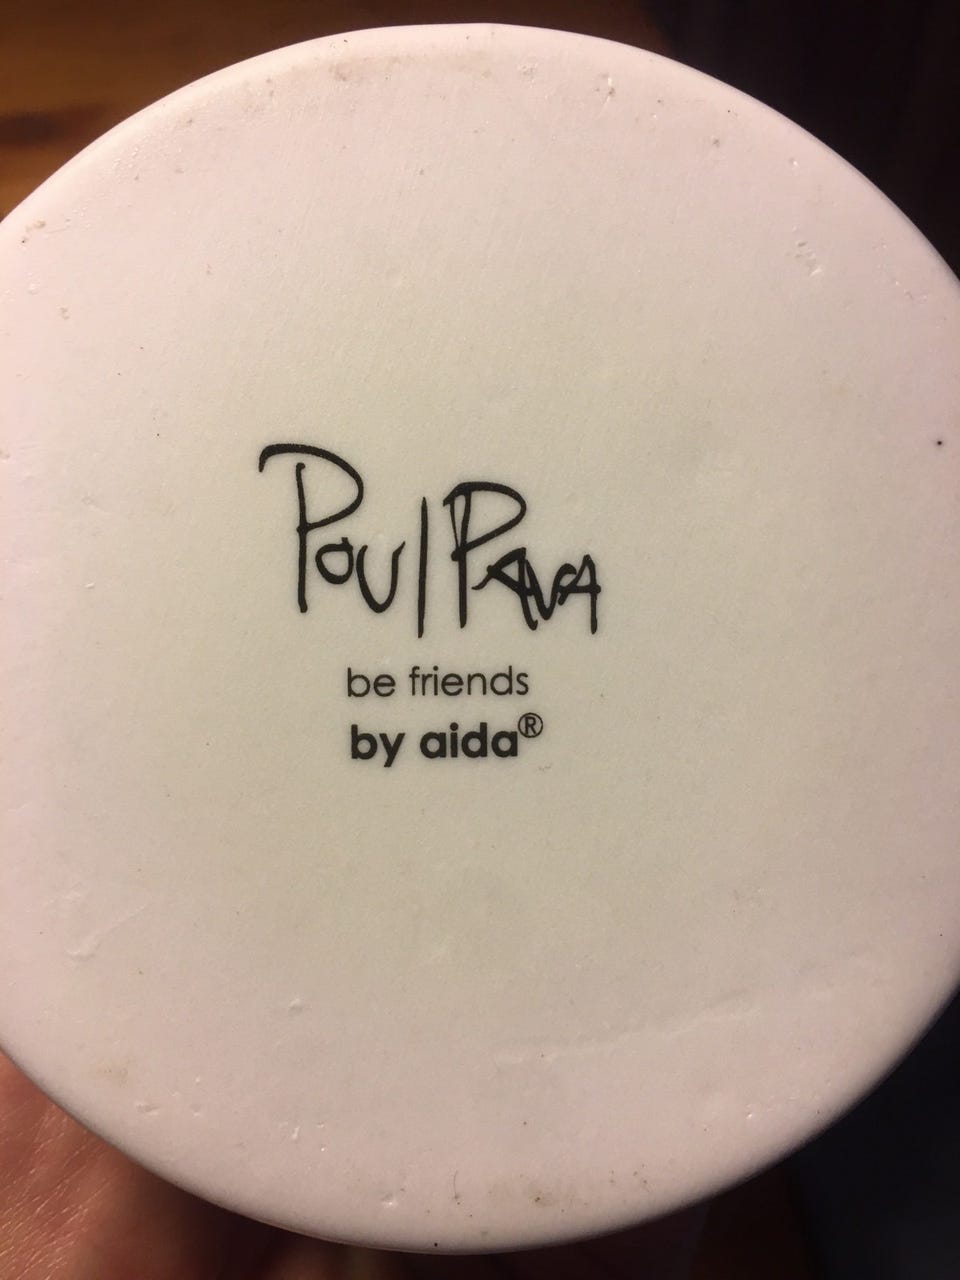 Poul Pava
be friends
by aida®